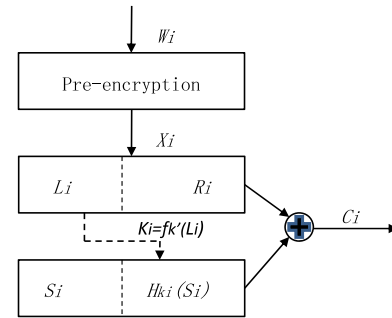 Wi
Pre-encryption
Xi
Li Ri
Ki=fk'(Li)
Ci
Si Hki(Si)